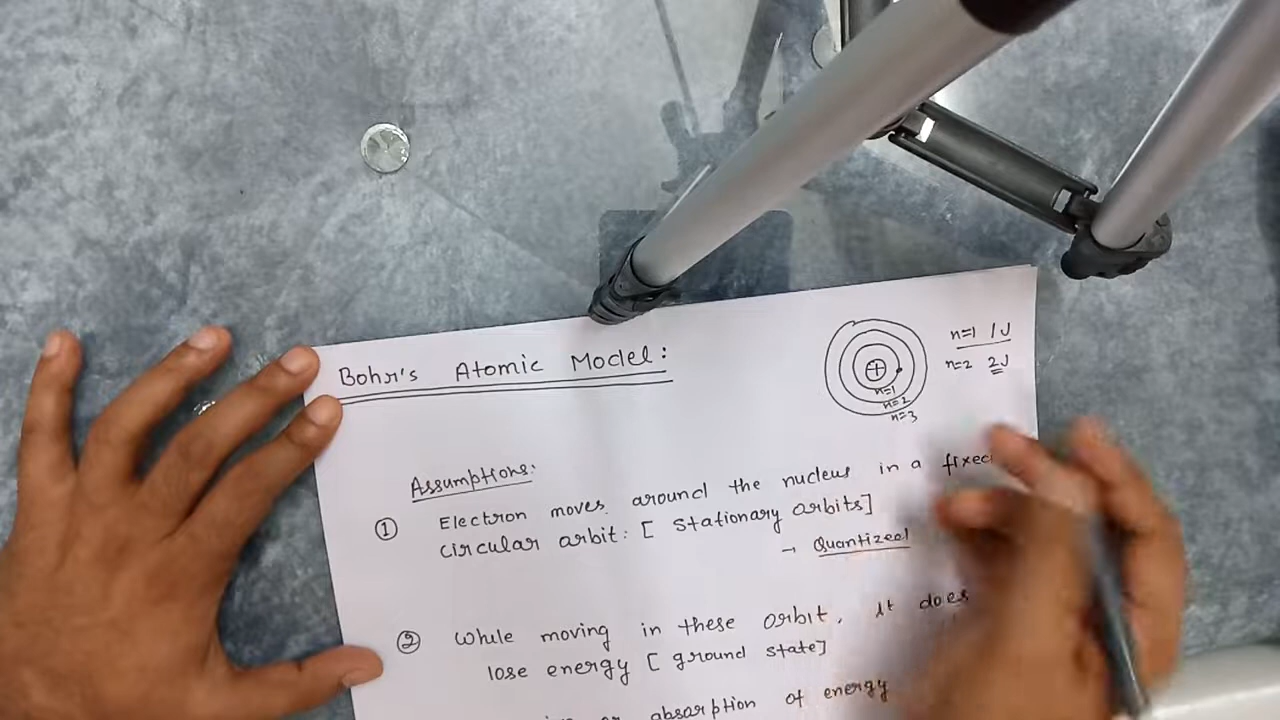 Bohr's Atomic Model:
n=1 1J
n=2 2J
+
n=1
n=2
n=3
Assumptions:
① Electron moves around the nucleus in a
circular orbit: [ Stationary orbits]
→ Quantized
② While moving in these orbit, it does
lose energy [ ground state]
or absorption of energy